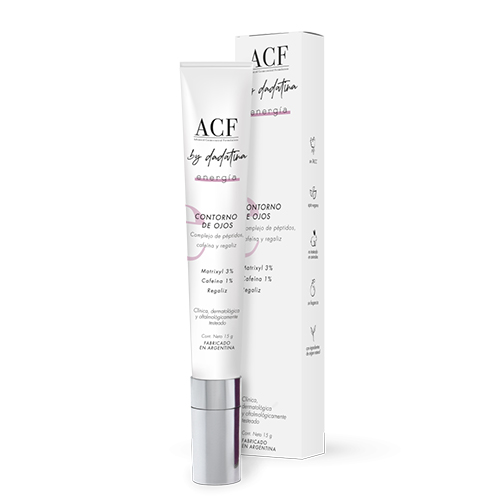 ACF
by dadatina
energía
CONTORNO
DE OJOS
Complejo de péptidos,
cafeína y regaliz
Matrixyl 3%
Cafeína 1%
Regaliz
Clínica, dermatológica
y oftalmológicamente
testeado
Cont. Neto 15 g
FABRICADO
EN ARGENTINA
ACF
by dadatina
energía
e
CONTORNO
DE OJOS
Complejo de péptidos,
cafeína y regaliz
Matrixyl 3%
Cafeína 1%
Regaliz
Clínica,
dermatológica
y oftalmológicamente
testeado
Cont. Neto 15 g
FABRICADO
EN ARGENTINA